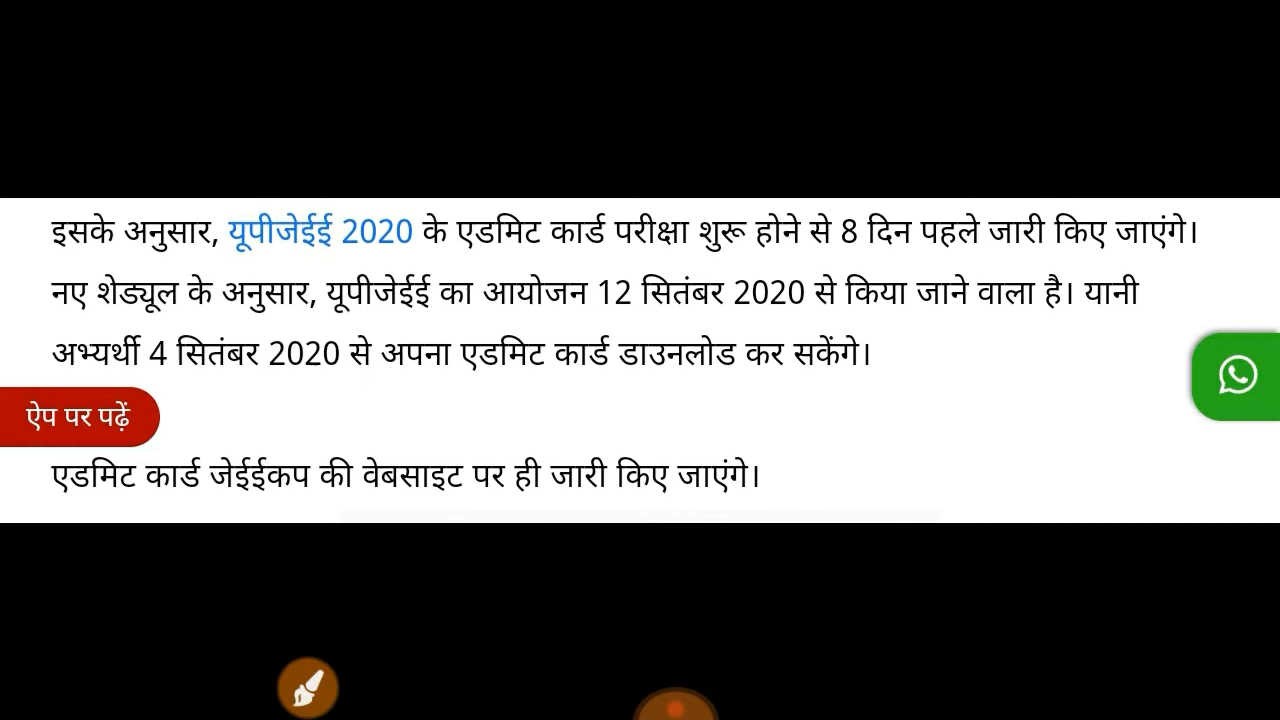 इसके अनुसार, यूपीजेईई 2020 के एडमिट कार्ड परीक्षा शुरू होने से 8 दिन पहले जारी किए जाएंगे।
नए शेड्यूल के अनुसार, यूपीजेईई का आयोजन 12 सितंबर 2020 से किया जाने वाला है। यानी
अभ्यर्थी 4 सितंबर 2020 से अपना एडमिट कार्ड डाउनलोड कर सकेंगे।
ऐप पर पढ़ें
एडमिट कार्ड जेईईकप की वेबसाइट पर ही जारी किए जाएंगे।